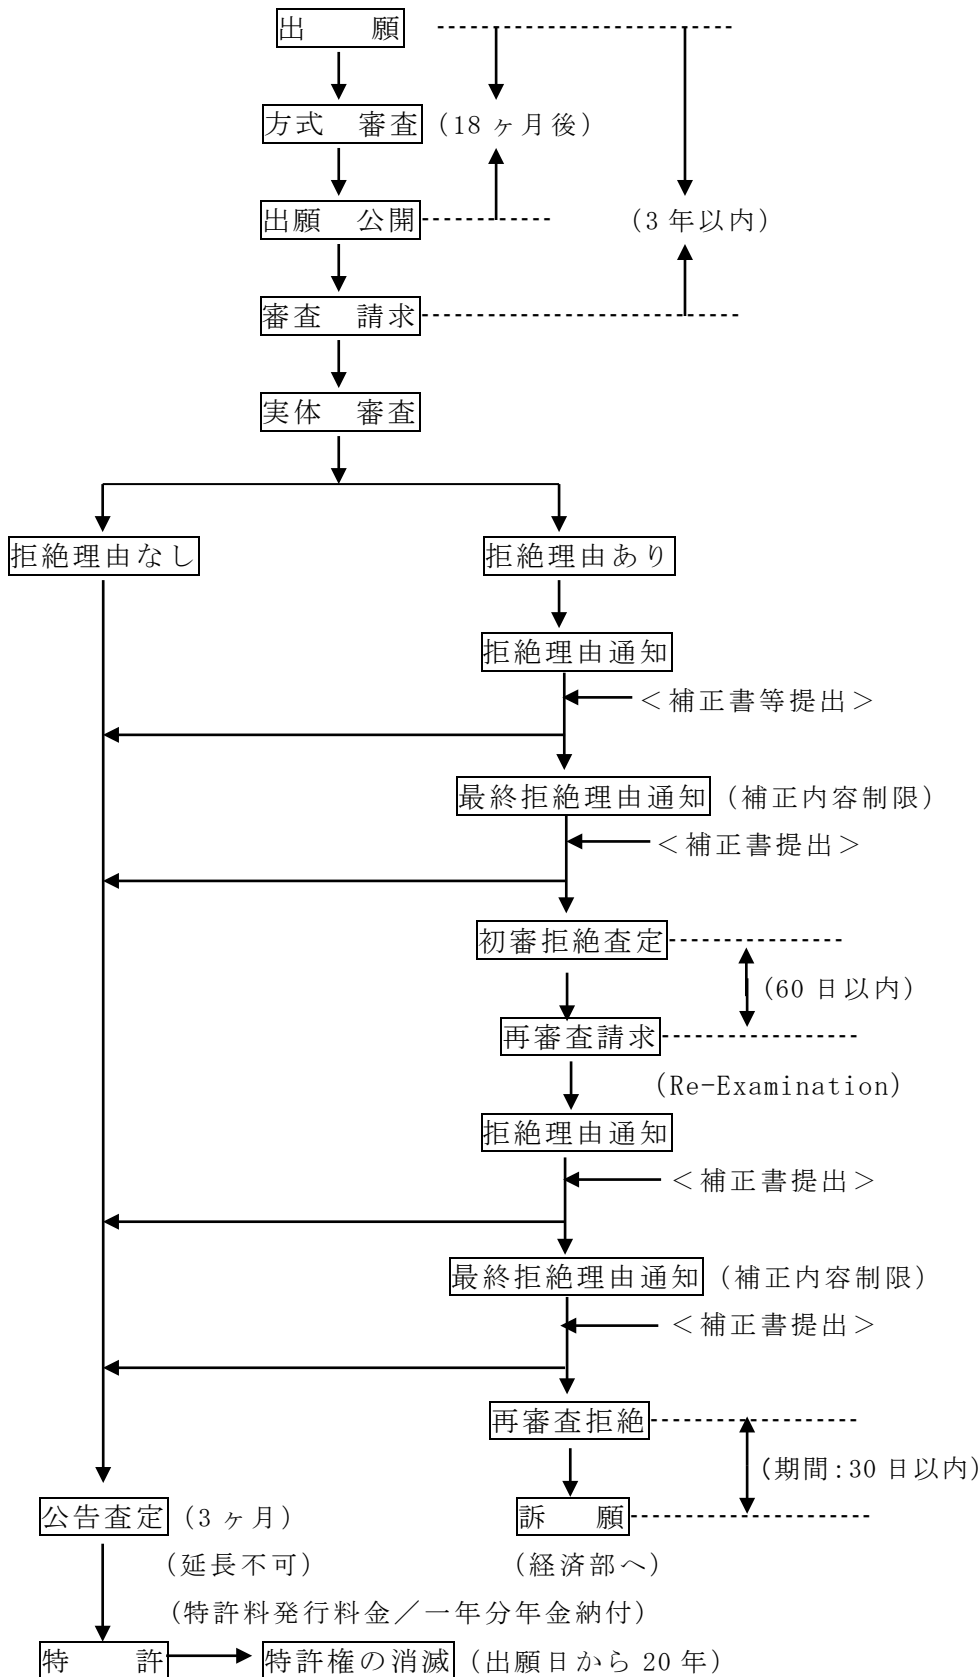 出　　願
方式　審査 (18ヶ月後)
出願　公開
(3年以内)
審査　請求
実体　審査
拒絶理由なし
拒絶理由あり
拒絶理由通知
＜補正書等提出＞
最終拒絶理由通知 (補正内容制限)
＜補正書提出＞
初審拒絶査定
(60日以内)
再審査請求
(Re-Examination)
拒絶理由通知
＜補正書提出＞
最終拒絶理由通知 (補正内容制限)
＜補正書提出＞
再審査拒絶
(期間:30日以内)
公告査定 (3ヶ月)
訴　　願
(延長不可)
(経済部へ)
(特許料発行料金／一年分年金納付)
特　　許
特許権の消滅 (出願日から20年)